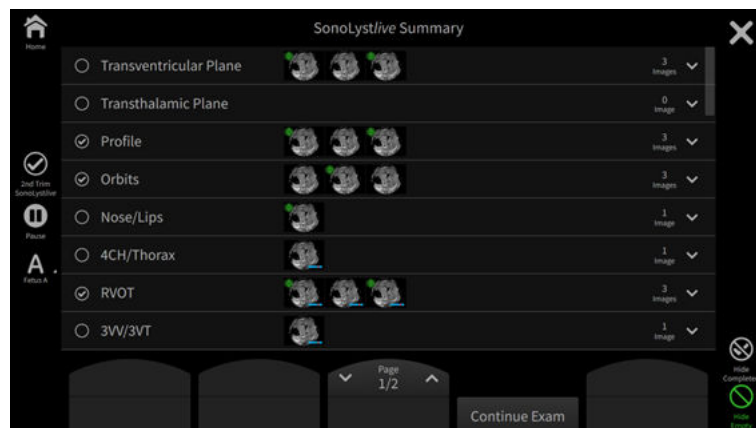 SonoLystlive Summary
Home
Transventricular Plane
3
Images
Transthalamic Plane
0
Image
Profile
3
Images
Orbits
3
Images
2nd Trim
SonoLystlive
Nose/Lips
1
Image
Pause
4CH/Thorax
1
Image
A
Fetus A
RVOT
3
Images
3VV/3VT
1
Image
Page
1/2
Hide
Complete
Continue Exam
Hide
Empty